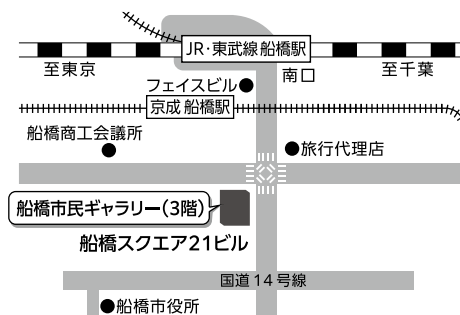 JR・東武線 船橋駅
至東京
南口
至千葉
フェイスビル
京成 船橋駅
船橋商工会議所
旅行代理店
船橋市民ギャラリー(3階)
船橋スクエア21ビル
国道14号線
船橋市役所